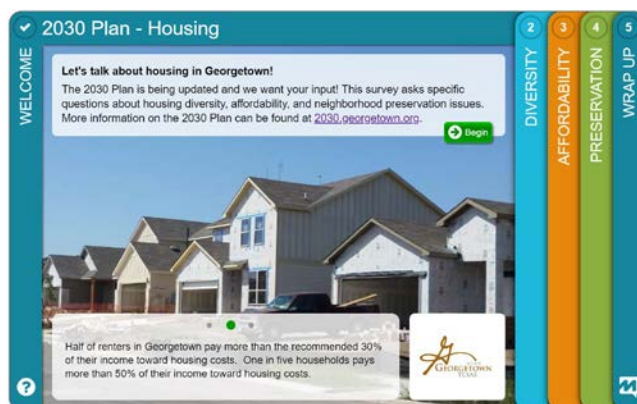 2030 Plan - Housing
WELCOME
Let's talk about housing in Georgetown!
The 2030 Plan is being updated and we want your input! This survey asks specific
questions about housing diversity, affordability, and neighborhood preservation issues.
More information on the 2030 Plan can be found at 2030.georgetown.org.
Begin
Half of renters in Georgetown pay more than the recommended 30%
of their income toward housing costs. One in five households pays
more than 50% of their income toward housing costs.
GEORGETOWN
TEXAS
?
2
DIVERSITY
3
AFFORDABILITY
4
PRESERVATION
5
WRAP UP